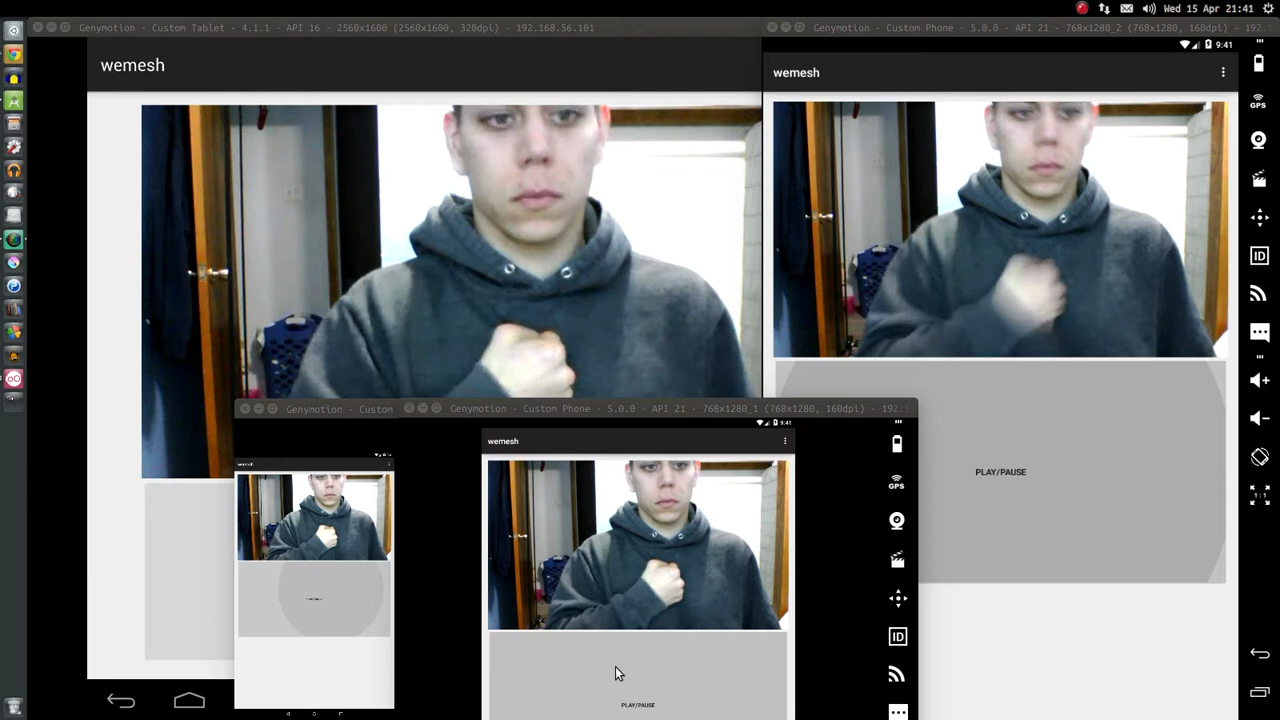 Wed 15 Apr 21:41
Genymotion - Custom Tablet - 4.1.1 - API 16 - 2560x1600 (2560x1600, 320dpi) - 192.168.56.101
Genymotion - Custom Phone - 5.0.0 - API 21 - 768x1280_2 (768x1280, 160dpi) - 192...
9:41
wemesh
wemesh
GPS
ID
PLAY/PAUSE
1:1
Genymotion - Custom
Genymotion - Custom Phone - 5.0.0 - API 21 - 768x1280_1 (768x1280, 160dpi) - 192...
9:41
wemesh
wemesh
GPS
ID
PLAY/PAUSE